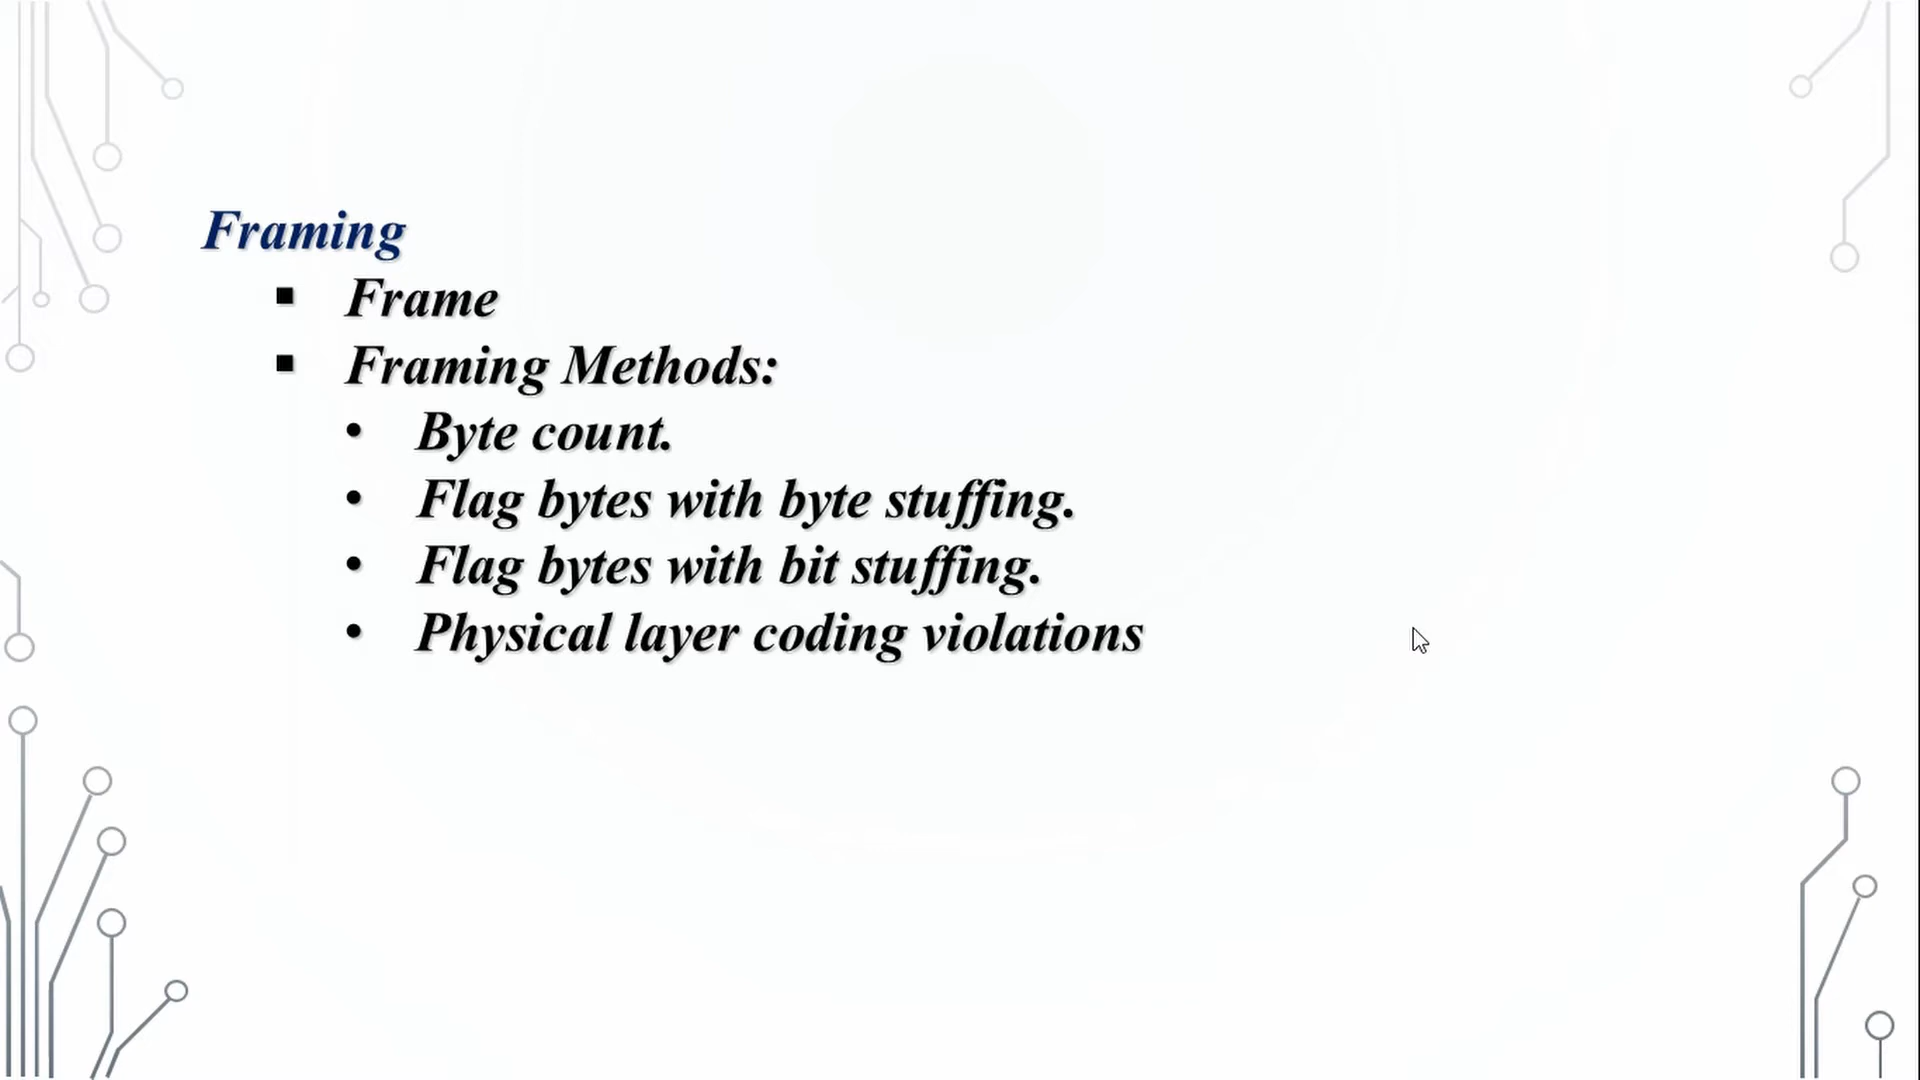 Framing
▪ Frame
▪ Framing Methods:
• Byte count.
• Flag bytes with byte stuffing.
• Flag bytes with bit stuffing.
• Physical layer coding violations